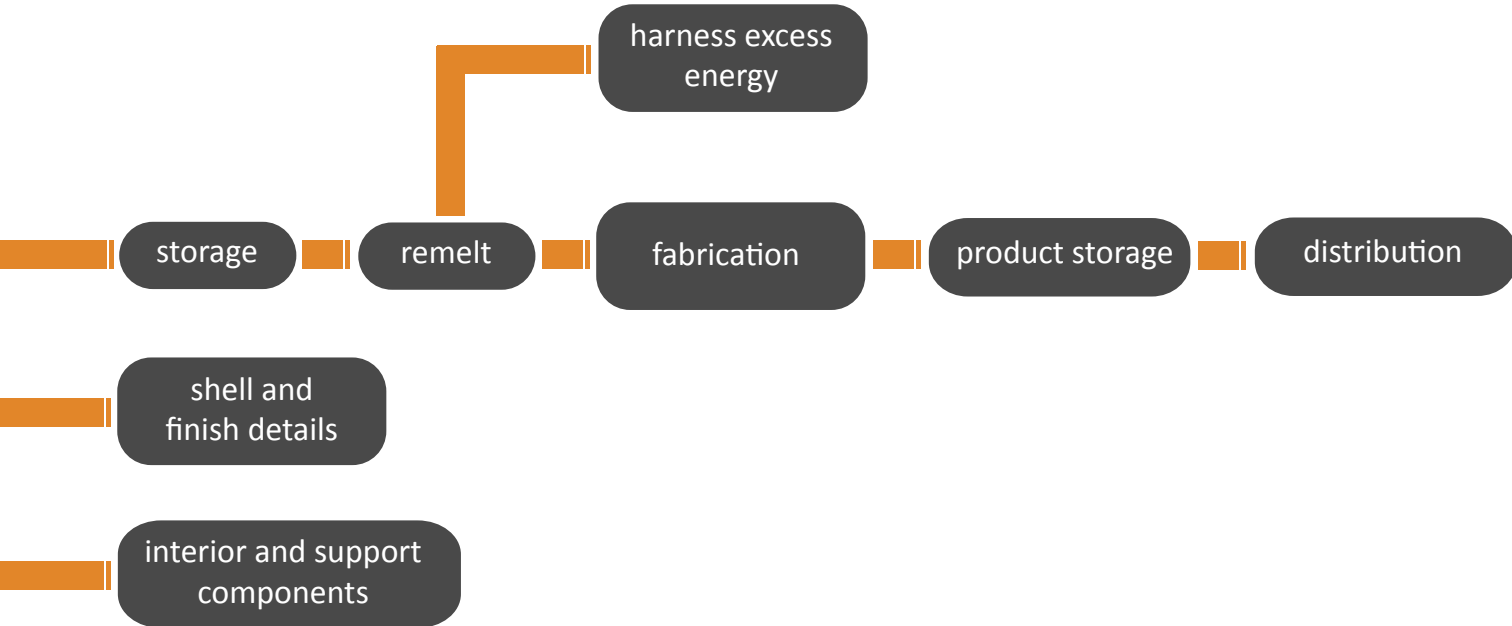 harness excess
energy
storage
remelt
fabrication
product storage
distribution
shell and
finish details
interior and support
components